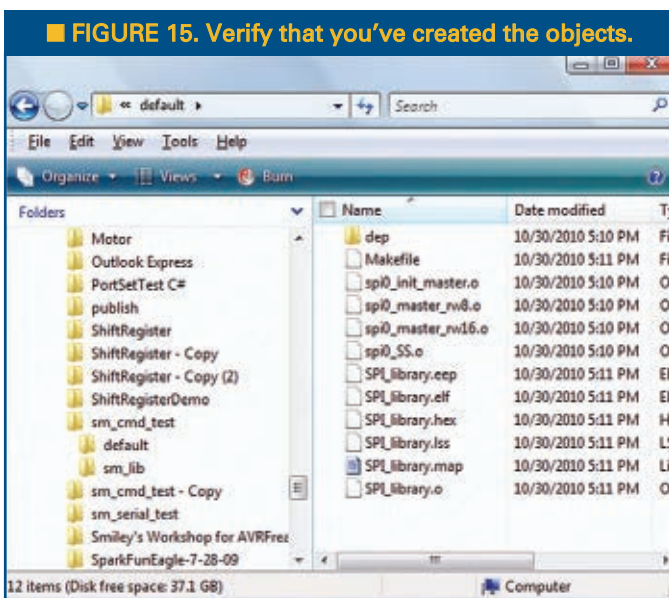 ■ FIGURE 15. Verify that you've created the objects.
« default ▸ Search
File Edit View Tools Help
Organize Views Burn
Folders
Motor
Outlook Express
PortSetTest C#
publish
ShiftRegister
ShiftRegister - Copy
ShiftRegister - Copy (2)
ShiftRegisterDemo
sm_cmd_test
default
sm_lib
sm_cmd_test - Copy
sm_serial_test
Smiley's Workshop for AVRFree
SparkFunEagle-7-28-09
Name Date modified T
dep 10/30/2010 5:10 PM Fi
Makefile 10/30/2010 5:11 PM Fi
spi0_init_master.o 10/30/2010 5:10 PM O
spi0_master_rw8.o 10/30/2010 5:10 PM O
spi0_master_rw16.o 10/30/2010 5:10 PM O
spi0_SS.o 10/30/2010 5:10 PM O
SPI_library.eep 10/30/2010 5:11 PM El
SPI_library.elf 10/30/2010 5:11 PM El
SPI_library.hex 10/30/2010 5:11 PM H
SPI_library.lss 10/30/2010 5:11 PM LS
SPI_library.map 10/30/2010 5:11 PM Li
SPI_library.o 10/30/2010 5:11 PM O
12 items (Disk free space: 37.1 GB) Computer